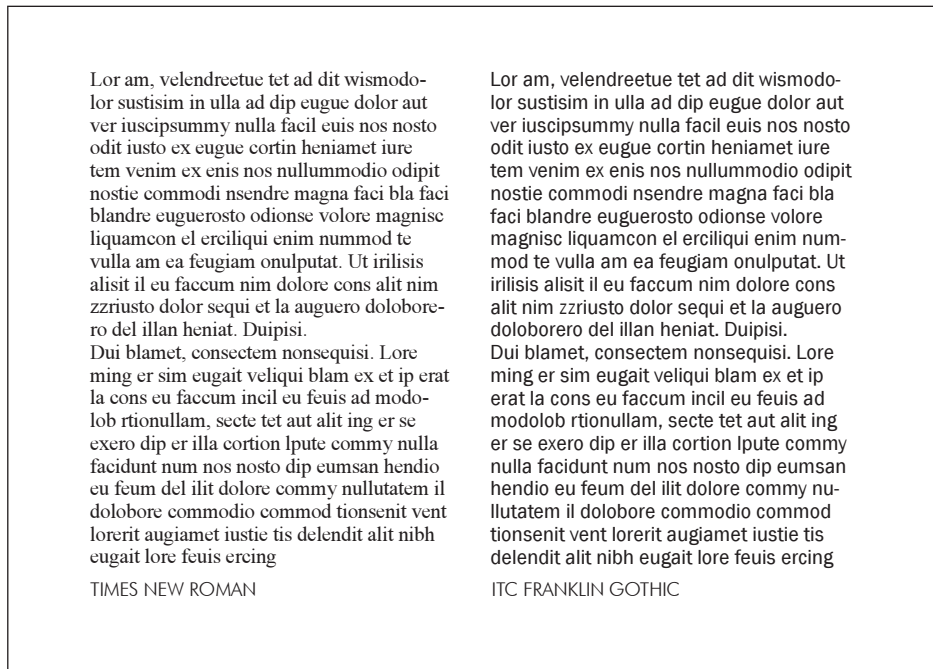 Lor am, velendreetue tet ad dit wismodo-
lor sustisim in ulla ad dip eugue dolor aut
ver iuscipsummy nulla facil euis nos nosto
odit iusto ex eugue cortin heniamet iure
tem venim ex enis nos nullummodio odipit
nostie commodi nsendre magna faci bla faci
blandre euguerosto odionse volore magnisc
liquamcon el erciliqui enim nummod te
vulla am ea feugiam onulputat. Ut irilisis
alisit il eu faccum nim dolore cons alit nim
zzriusto dolor sequi et la auguero dolobore-
ro del illan heniat. Duipisi.
Dui blamet, consectem nonsequisi. Lore
ming er sim eugait veliqui blam ex et ip erat
la cons eu faccum incil eu feuis ad modo-
lob rtionullam, secte tet aut alit ing er se
exero dip er illa cortion lpute commy nulla
facidunt num nos nosto dip eumsan hendio
eu feum del ilit dolore commy nullutatem il
dolobore commodio commod tionsenit vent
lorerit augiamet iustie tis delendit alit nibh
eugait lore feuis ercing
TIMES NEW ROMAN
Lor am, velendreetue tet ad dit wismodo-
lor sustisim in ulla ad dip eugue dolor aut
ver iuscipsummy nulla facil euis nos nosto
odit iusto ex eugue cortin heniamet iure
tem venim ex enis nos nullummodio odipit
nostie commodi nsendre magna faci bla
faci blandre euguerosto odionse volore
magnisc liquamcon el erciliqui enim num-
mod te vulla am ea feugiam onulputat. Ut
irilisis alisit il eu faccum nim dolore cons
alit nim zzriusto dolor sequi et la auguero
doloborero del illan heniat. Duipisi.
Dui blamet, consectem nonsequisi. Lore
ming er sim eugait veliqui blam ex et ip
erat la cons eu faccum incil eu feuis ad
modolob rtionullam, secte tet aut alit ing
er se exero dip er illa cortion lpute commy
nulla facidunt num nos nosto dip eumsan
hendio eu feum del ilit dolore commy nu-
llutatem il dolobore commodio commod
tionsenit vent lorerit augiamet iustie tis
delendit alit nibh eugait lore feuis ercing
ITC FRANKLIN GOTHIC